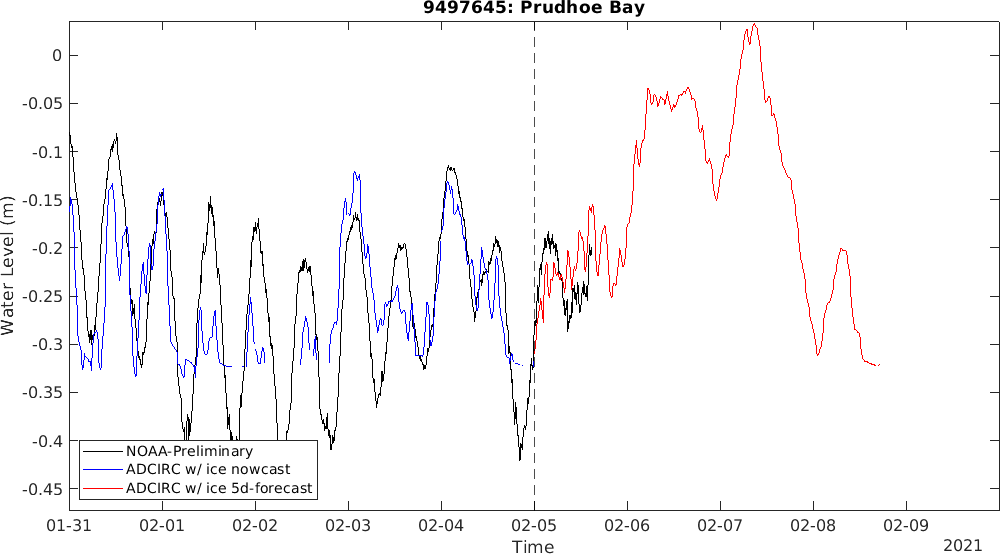 9497645: Prudhoe Bay
Water Level (m)
0
-0.05
-0.1
-0.15
-0.2
-0.25
-0.3
-0.35
-0.4
-0.45
NOAA-Preliminary
ADCIRC w/ ice nowcast
ADCIRC w/ ice 5d-forecast
01-31 02-01 02-02 02-03 02-04 02-05 02-06 02-07 02-08 02-09
Time
2021